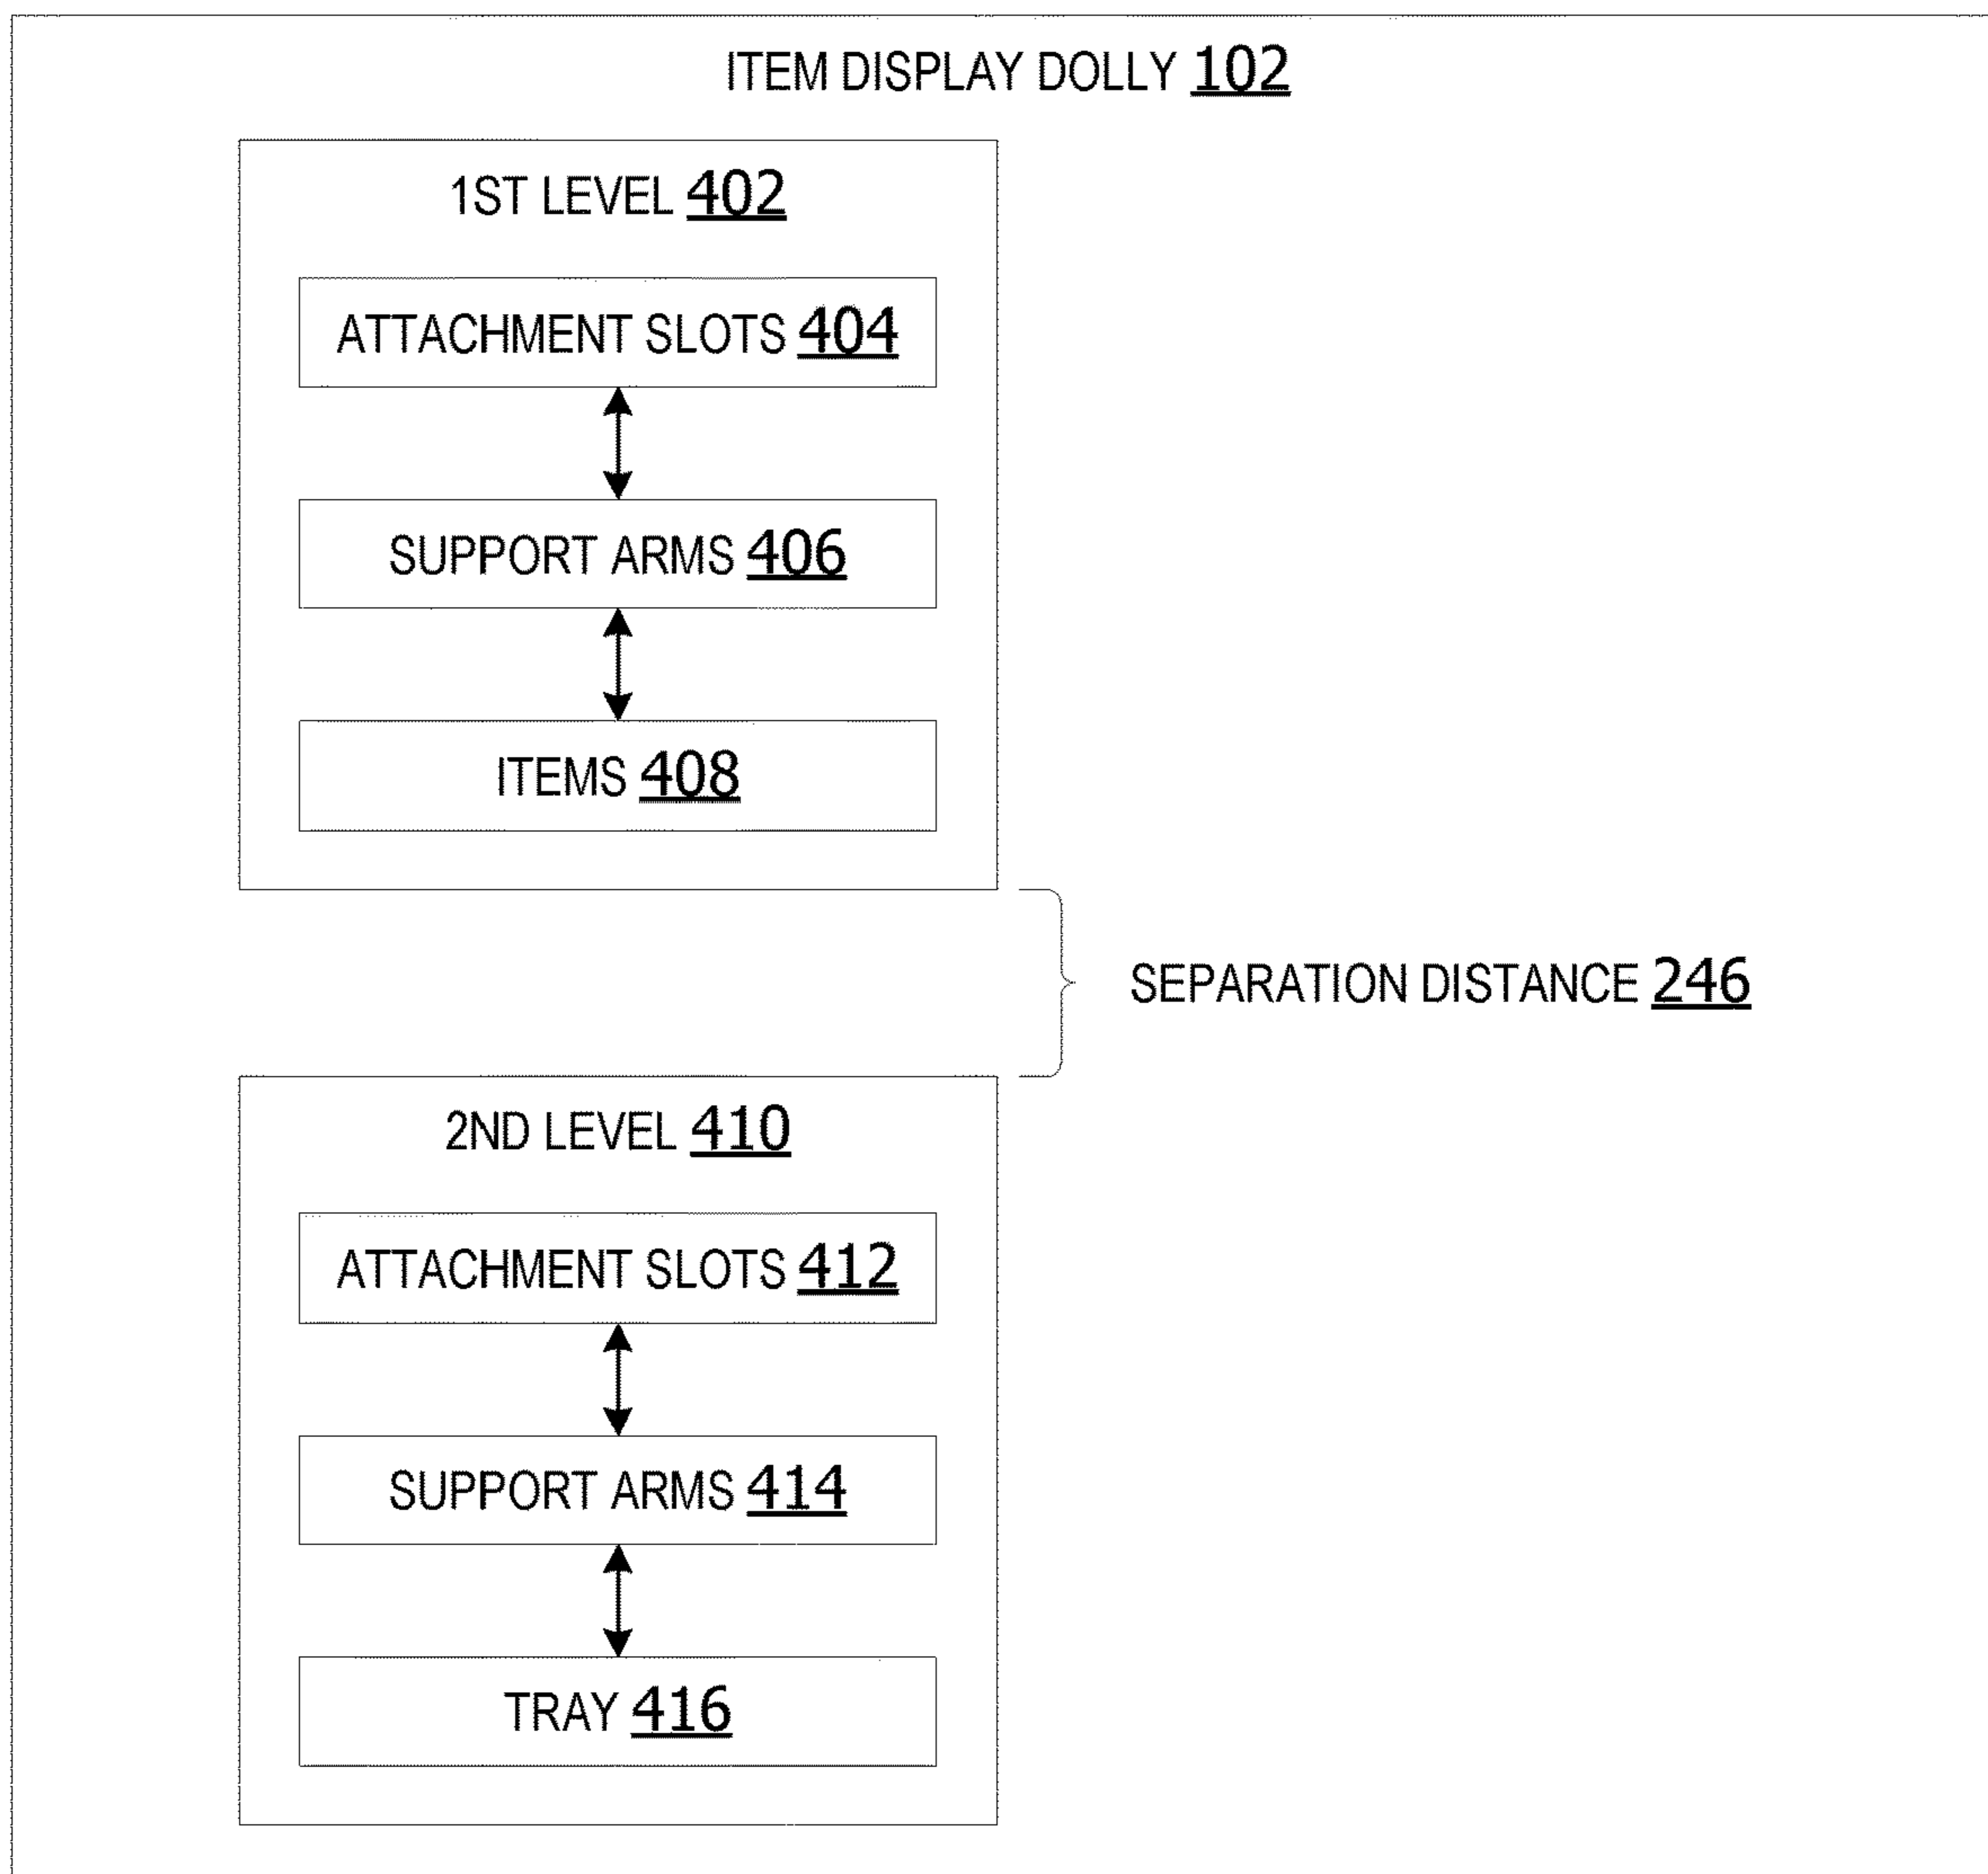 ITEM DISPLAY DOLLY 102
1ST LEVEL 402
ATTACHMENT SLOTS 404
SUPPORT ARMS 406
ITEMS 408
SEPARATION DISTANCE 246
2ND LEVEL 410
ATTACHMENT SLOTS 412
SUPPORT ARMS 414
TRAY 416